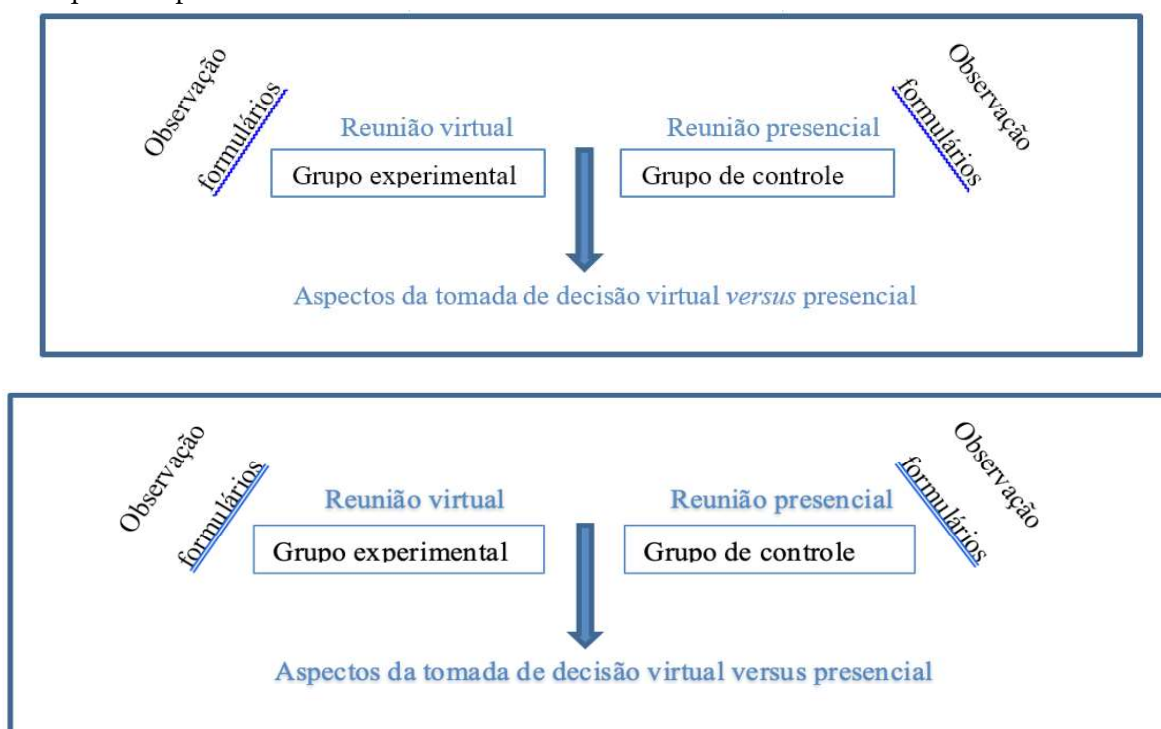 Observação
formulários
Reunião virtual
Grupo experimental
Reunião presencial
Grupo de controle
Observação
formulários
Aspectos da tomada de decisão virtual versus presencial
Observação
formulários
Reunião virtual
Grupo experimental
Reunião presencial
Grupo de controle
Observação
formulários
Aspectos da tomada de decisão virtual versus presencial